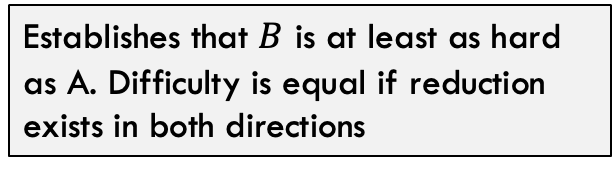 Establishes that B is at least as hard
as A. Difficulty is equal if reduction
exists in both directions